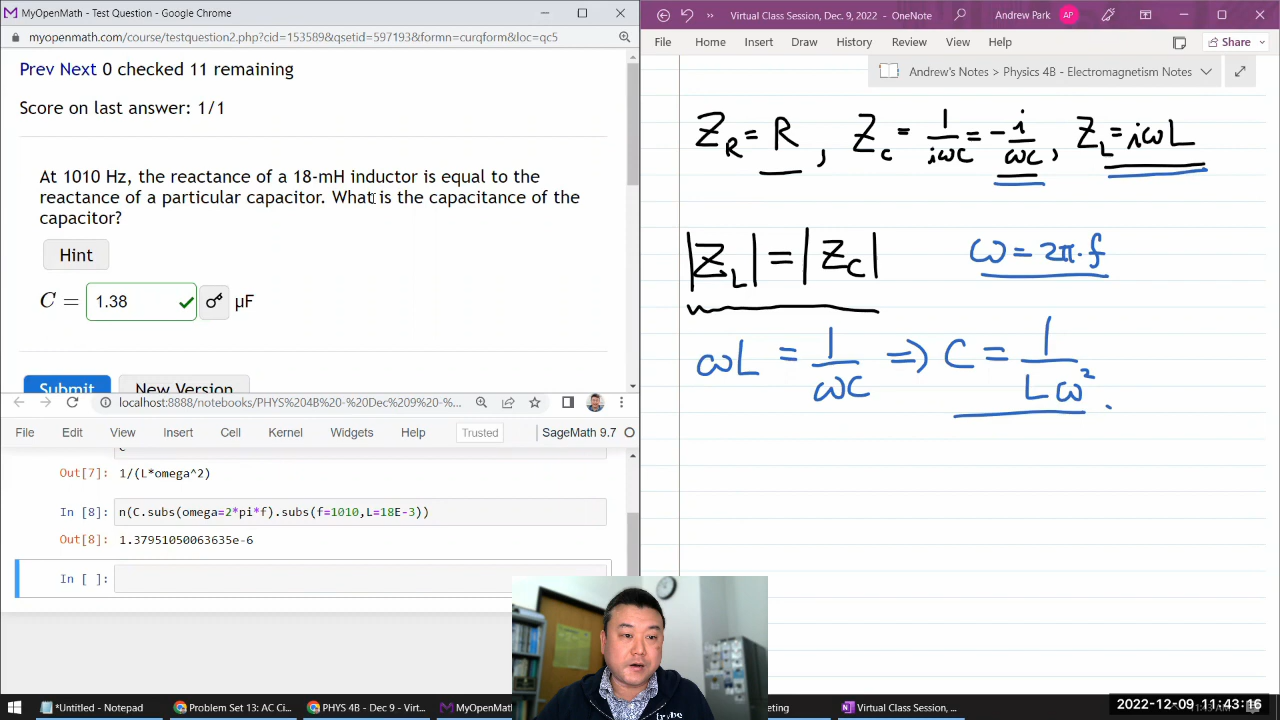 MyOpenMath - Test Question - Google Chrome
myopenmath.com/course/testquestion2.php?cid=153589&qsetid=597193&formn=curqform&loc=qc5
Prev Next 0 checked 11 remaining
Score on last answer: 1/1
At 1010 Hz, the reactance of a 18-mH inductor is equal to the
reactance of a particular capacitor. What is the capacitance of the
capacitor?
Hint
C = 1.38 μF
Submit New Version
localhost:8888/notebooks/PHYS%204B%20-%20Dec%209%20-%...
File Edit View Insert Cell Kernel Widgets Help Trusted SageMath 9.7
Out[7]: 1/(L*omega^2)
In [8]: n(C.subs(omega=2*pi*f).subs(f=1010,L=18E-3))
Out[8]: 1.37951050063635e-6
In [ ]:
Virtual Class Session, Dec. 9, 2022 - OneNote Andrew Park AP
File Home Insert Draw History Review View Help Share
Andrew's Notes > Physics 4B - Electromagnetism Notes
Z_R = R, Z_C = 1/(iωC) = -i/(ωC), Z_L = iωL
|Z_L| = |Z_C| ω = 2π·f
ωL = 1/(ωC) ⇒ C = 1/(Lω²).
*Untitled - Notepad Problem Set 13: AC Ci... PHYS 4B - Dec 9 - Virt... MyOpenMath Virtual Class Session, ...
2022-12-09 11:43:16